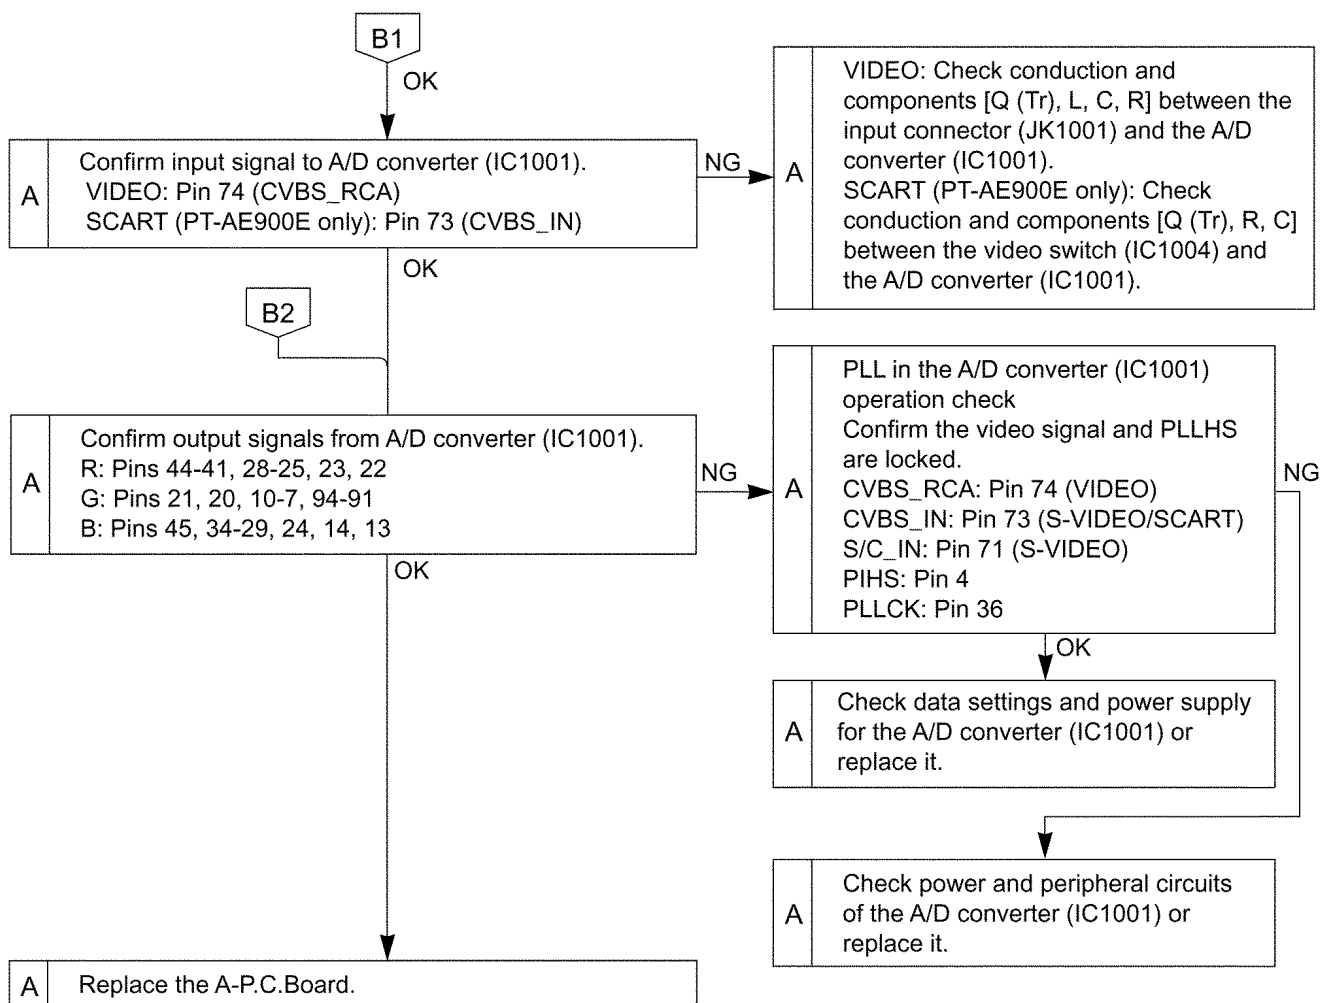 B1
OK
A
Confirm input signal to A/D converter (IC1001).
VIDEO: Pin 74 (CVBS_RCA)
SCART (PT-AE900E only): Pin 73 (CVBS_IN)
NG
A
VIDEO: Check conduction and
components [Q (Tr), L, C, R] between the
input connector (JK1001) and the A/D
converter (IC1001).
SCART (PT-AE900E only): Check
conduction and components [Q (Tr), R, C]
between the video switch (IC1004) and
the A/D converter (IC1001).
OK
B2
A
Confirm output signals from A/D converter (IC1001).
R: Pins 44-41, 28-25, 23, 22
G: Pins 21, 20, 10-7, 94-91
B: Pins 45, 34-29, 24, 14, 13
NG
A
PLL in the A/D converter (IC1001)
operation check
Confirm the video signal and PLLHS
are locked.
CVBS_RCA: Pin 74 (VIDEO)
CVBS_IN: Pin 73 (S-VIDEO/SCART)
S/C_IN: Pin 71 (S-VIDEO)
PIHS: Pin 4
PLLCK: Pin 36
NG
OK
OK
A
Check data settings and power supply
for the A/D converter (IC1001) or
replace it.
A
Check power and peripheral circuits
of the A/D converter (IC1001) or
replace it.
A
Replace the A-P.C.Board.